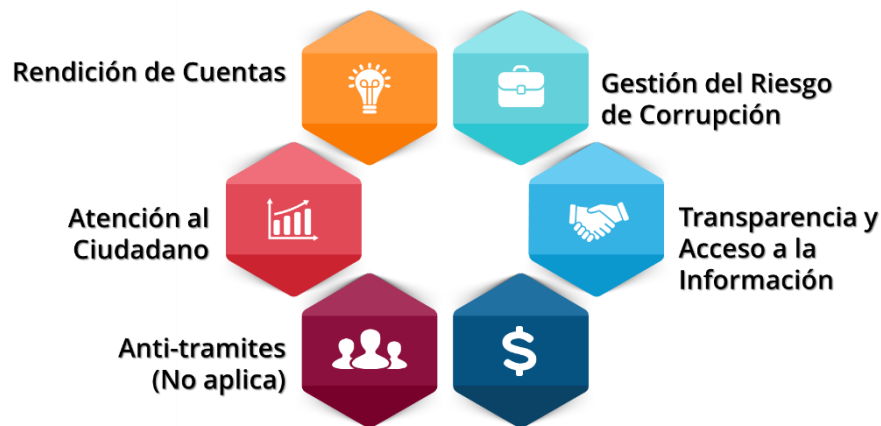 Rendición de Cuentas
Gestión del Riesgo
de Corrupción
Atención al
Ciudadano
Transparencia y
Acceso a la
Información
Anti-tramites
(No aplica)
$